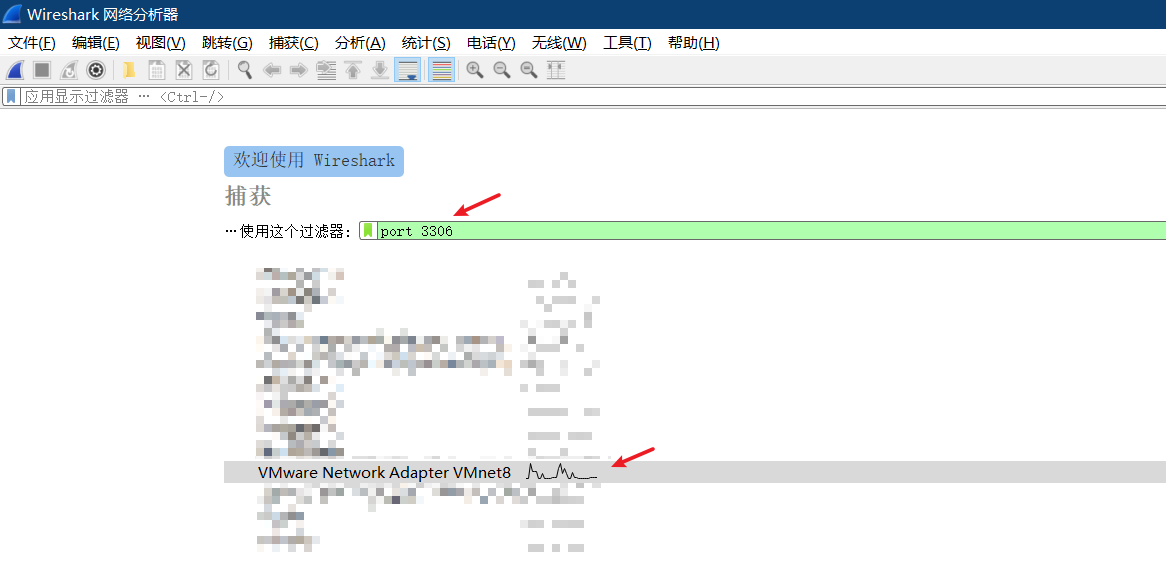 Wireshark 网络分析器
文件(F) 编辑(E) 视图(V) 跳转(G) 捕获(C) 分析(A) 统计(S) 电话(Y) 无线(W) 工具(T) 帮助(H)
应用显示过滤器 … <Ctrl-/>
欢迎使用 Wireshark
捕获
…使用这个过滤器: port 3306
VMware Network Adapter VMnet8